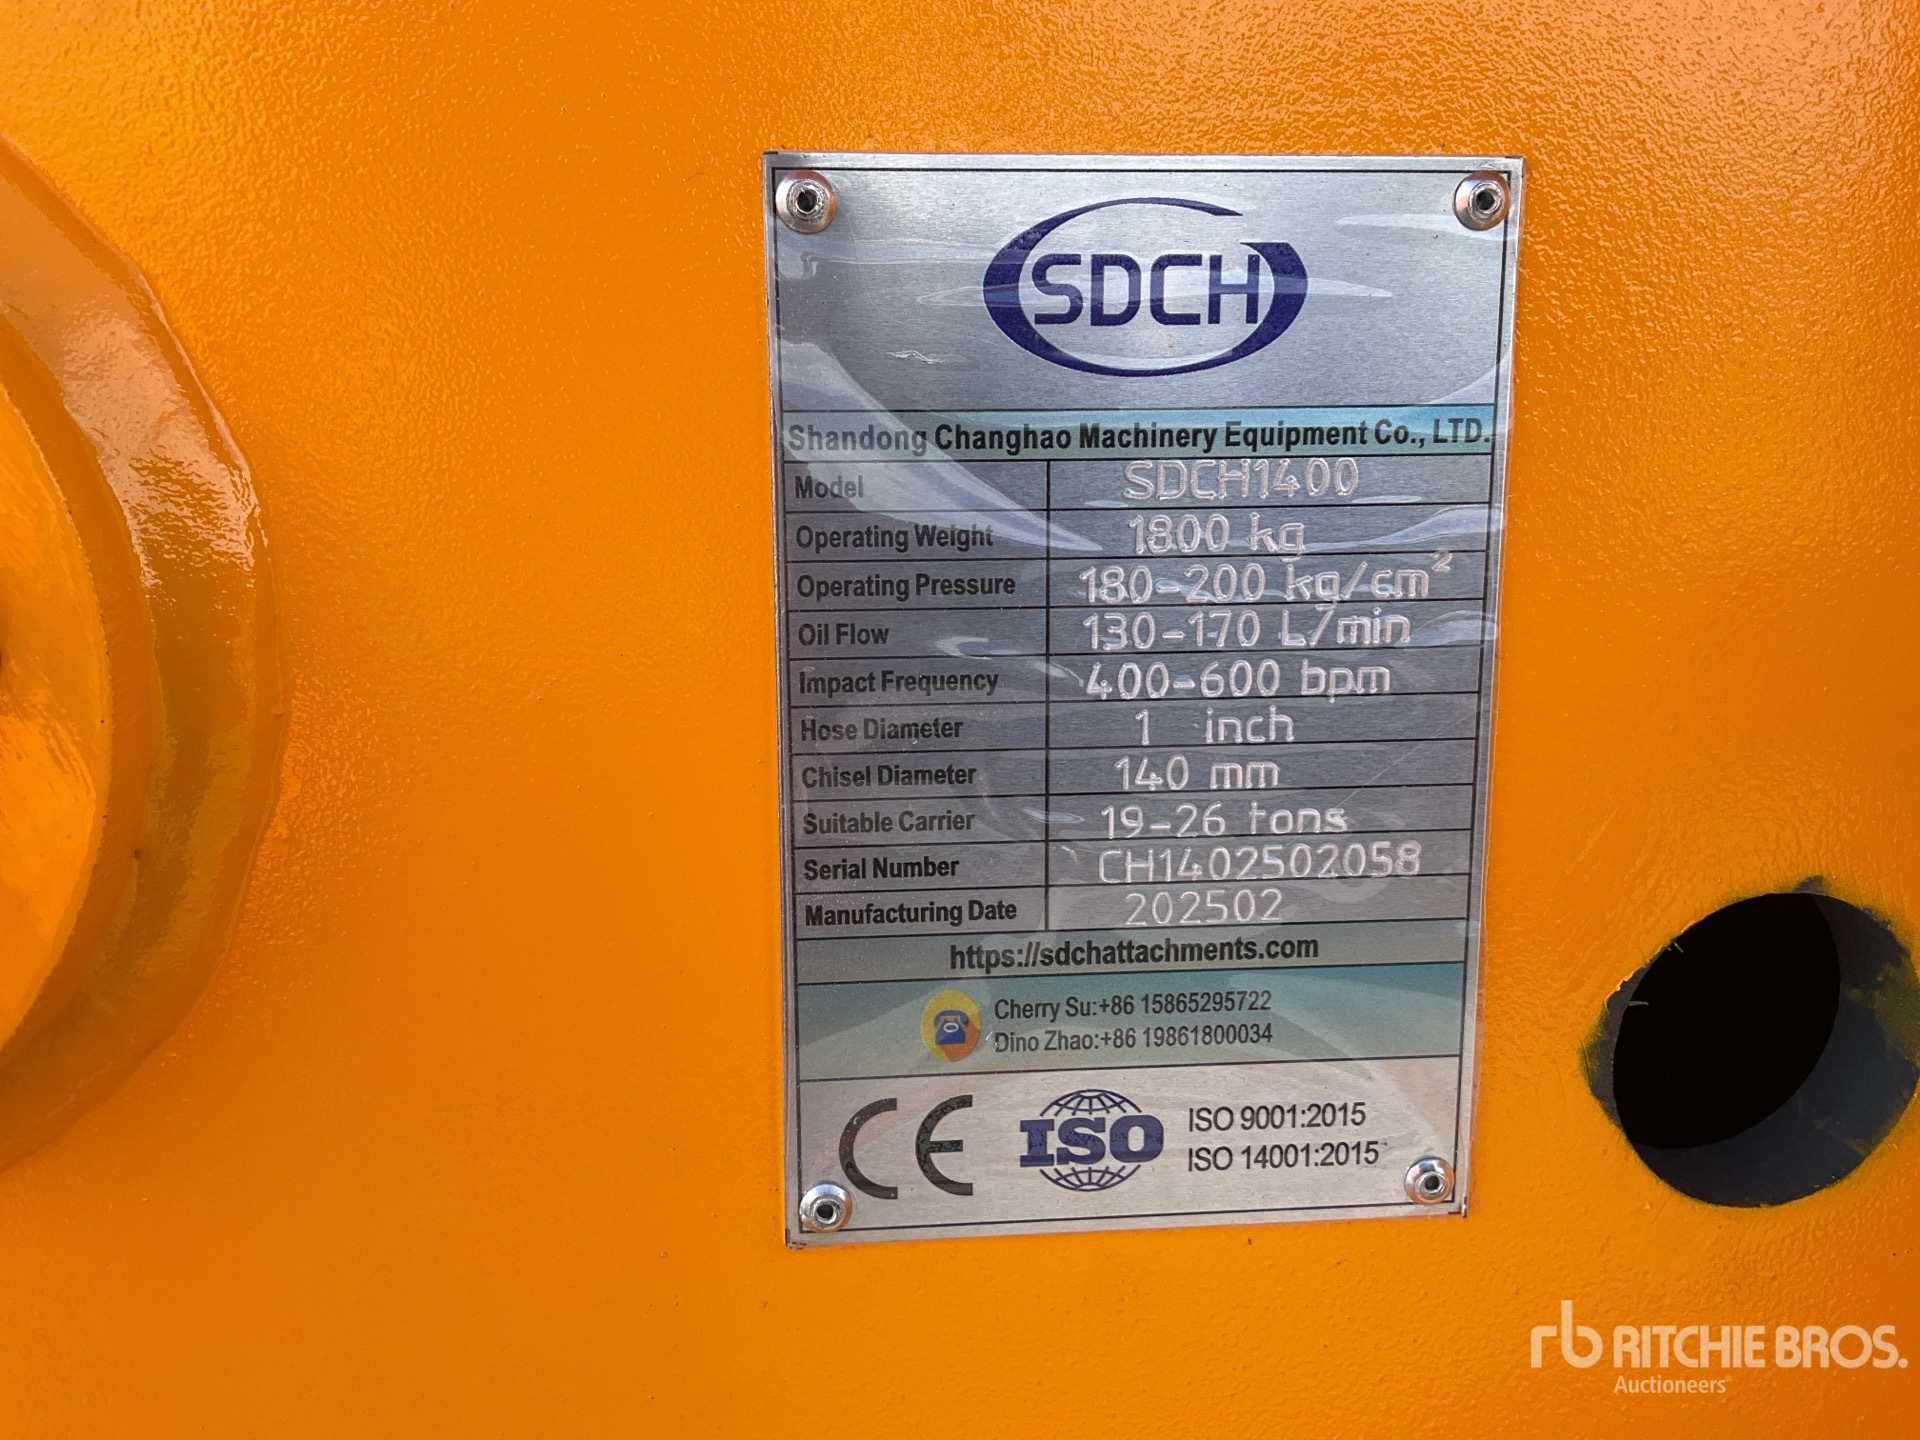 SDCH
Shandong Changhao Machinery Equipment Co., LTD.
Model SDCH1400
Operating Weight 1800 kg
Operating Pressure 180-200 kg/cm²
Oil Flow 130-170 L/min
Impact Frequency 400-600 bpm
Hose Diameter 1 inch
Chisel Diameter 140 mm
Suitable Carrier 19-26 tons
Serial Number CH1402502058
Manufacturing Date 202502
https://sdchattachments.com
Cherry Su:+86 15865295722
Dino Zhao:+86 19861800034
CE ISO ISO 9001:2015
ISO 14001:2015
rb RITCHIE BROS.
Auctioneers